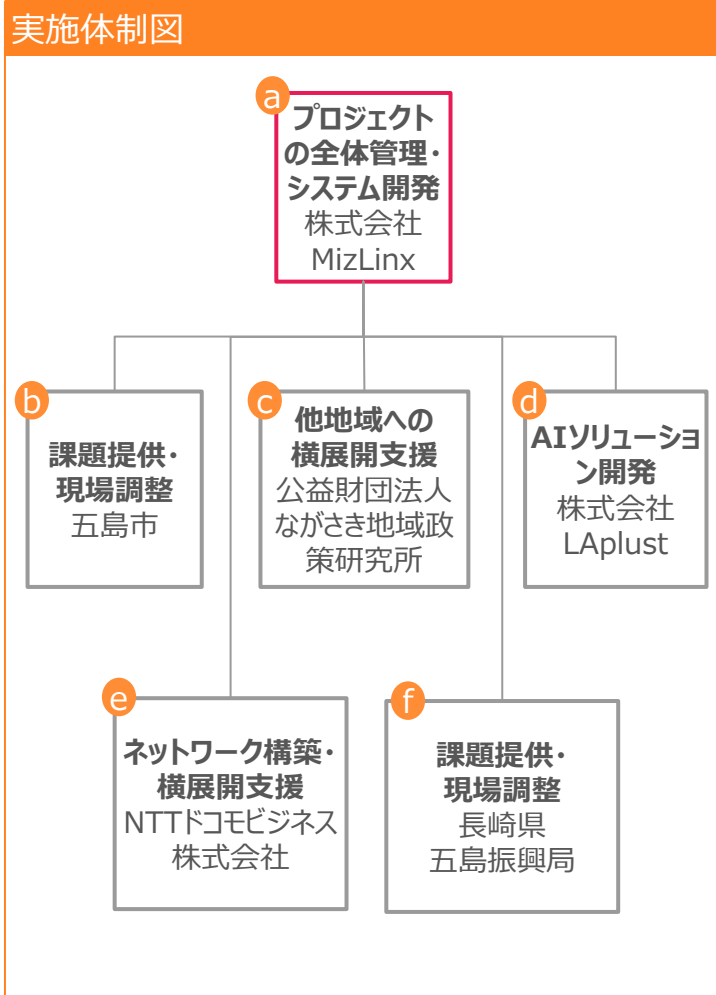 実施体制図
a
プロジェクト
の全体管理・
システム開発
株式会社
MizLinx
b
課題提供・
現場調整
五島市
c
他地域への
横展開支援
公益財団法人
ながさき地域政
策研究所
d
AIソリューショ
ン開発
株式会社
LAplust
e
ネットワーク構築・
横展開支援
NTTドコモビジネス
株式会社
f
課題提供・
現場調整
長崎県
五島振興局